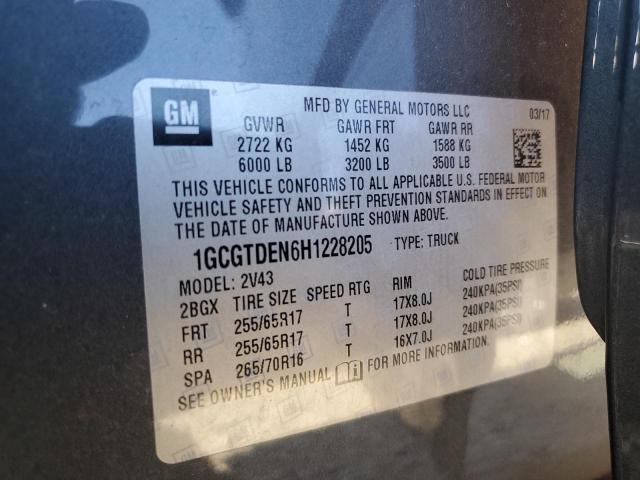 GM
MFD BY GENERAL MOTORS LLC 03/17
GVWR GAWR FRT GAWR RR
2722 KG 1452 KG 1588 KG
6000 LB 3200 LB 3500 LB
THIS VEHICLE CONFORMS TO ALL APPLICABLE U.S. FEDERAL MOTOR
VEHICLE SAFETY AND THEFT PREVENTION STANDARDS IN EFFECT ON
THE DATE OF MANUFACTURE SHOWN ABOVE.
1GCGTDEN6H1228205 TYPE: TRUCK
MODEL: 2V43
2BGX TIRE SIZE SPEED RTG RIM COLD TIRE PRESSURE
FRT 255/65R17 T 17X8.0J 240KPA(35PSI)
RR 255/65R17 T 17X8.0J 240KPA(35PSI)
SPA 265/70R16 T 16X7.0J 240KPA(35PSI)
SEE OWNER'S MANUAL FOR MORE INFORMATION.